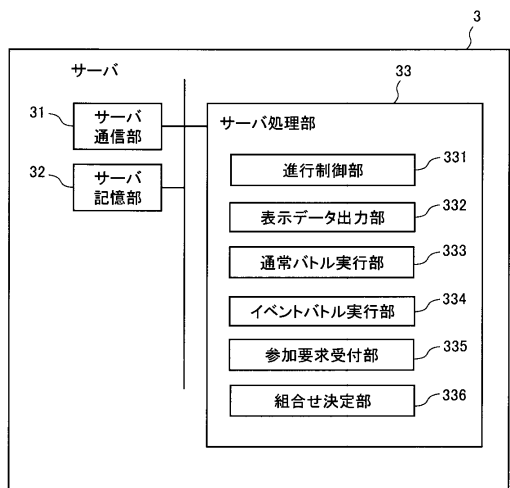 3
サーバ
33
31
サーバ
通信部
サーバ処理部
32
サーバ
記憶部
進行制御部
331
表示データ出力部
332
通常バトル実行部
333
イベントバトル実行部
334
参加要求受付部
335
組合せ決定部
336